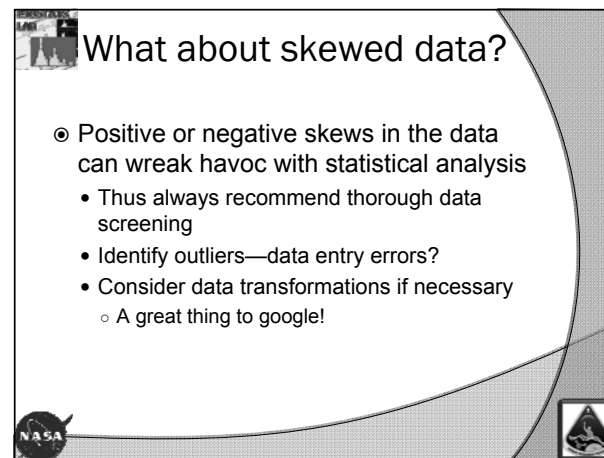 EXPSTATS
LAB
What about skewed data?
Positive or negative skews in the data
can wreak havoc with statistical analysis
• Thus always recommend thorough data
screening
• Identify outliers—data entry errors?
• Consider data transformations if necessary
○ A great thing to google!
NASA